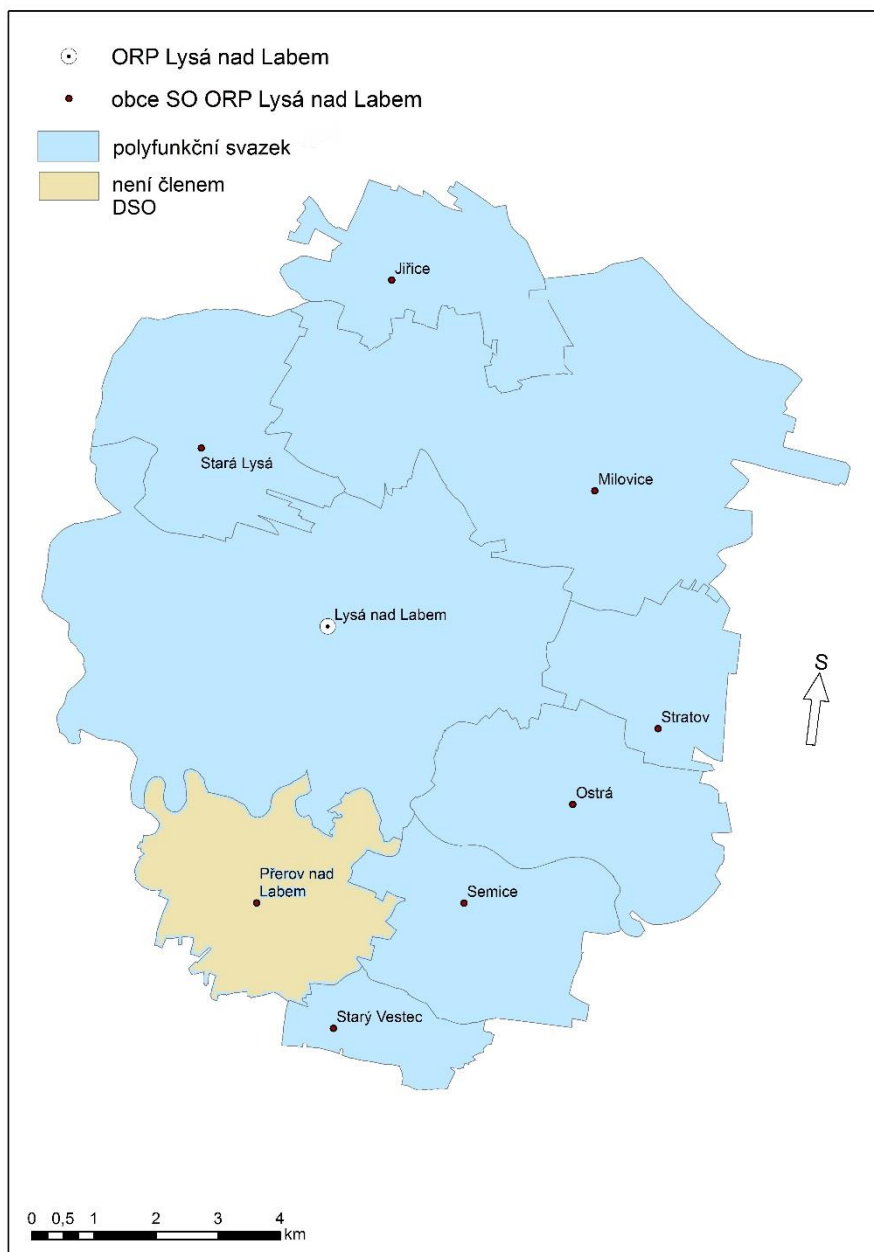 ORP Lysá nad Labem
obce SO ORP Lysá nad Labem
polyfunkční svazek
není členem
DSO
Jiřice
Stará Lysá
Milovice
Lysá nad Labem
S
Stratov
Ostrá
Přerov nad
Labem
Semice
Starý Vestec
0 0,5 1 2 3 4
km